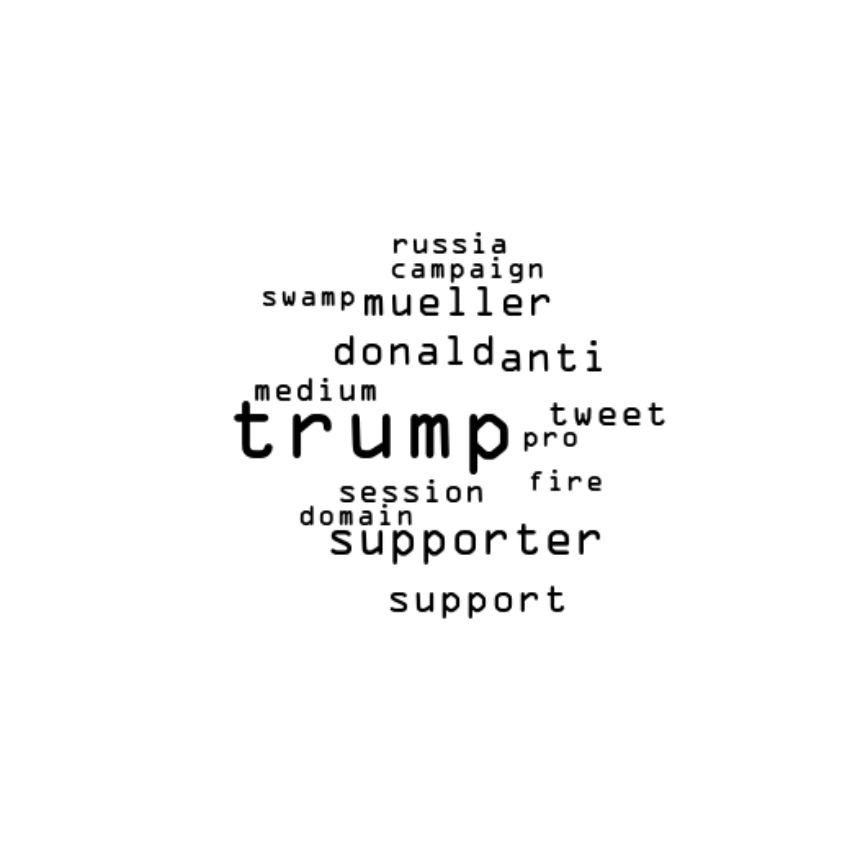 russia
campaign
swamp mueller
donald anti
medium
trump tweet
pro
fire
session
domain
supporter
support